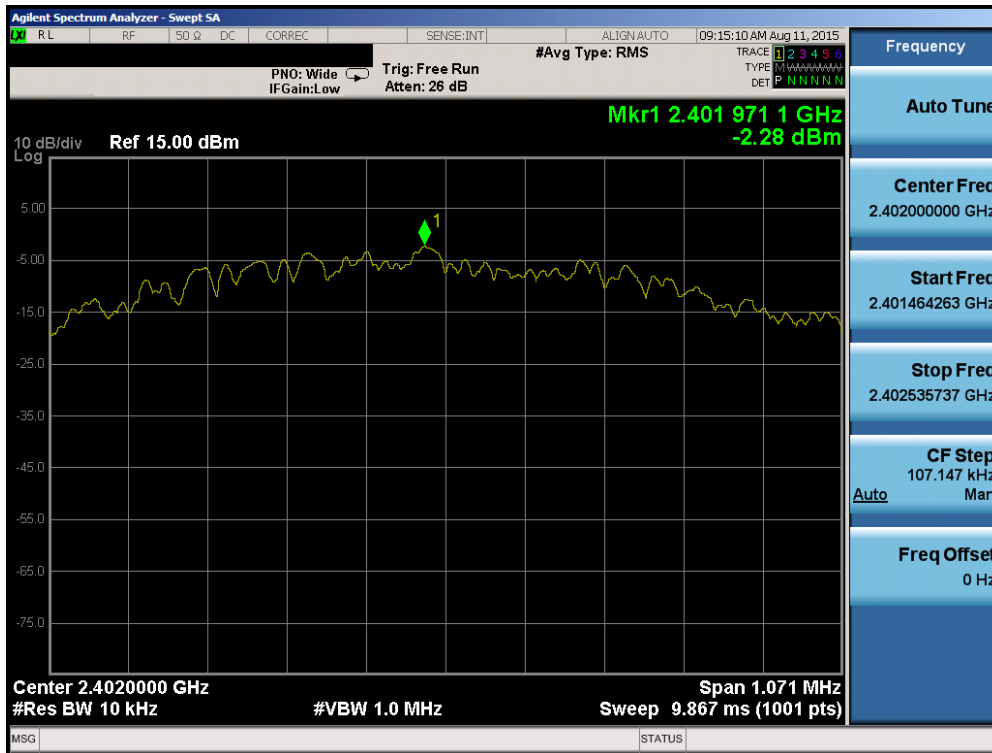 Agilent Spectrum Analyzer - Swept SA
LXI RL RF 50 Ω DC CORREC SENSE:INT ALIGN AUTO 09:15:10 AM Aug 11, 2015
#Avg Type: RMS
TRACE 1 2 3 4 5 6
PNO: Wide Trig: Free Run
TYPE M WWWWW
IFGain:Low Atten: 26 dB
DET P N N N N N
Mkr1 2.401 971 1 GHz
10 dB/div Ref 15.00 dBm -2.28 dBm
Log
1
5.00
-5.00
-15.0
-25.0
-35.0
-45.0
-55.0
-65.0
-75.0
Center 2.4020000 GHz Span 1.071 MHz
#Res BW 10 kHz #VBW 1.0 MHz Sweep 9.867 ms (1001 pts)
MSG STATUS
Frequency
Auto Tune
Center Freq
2.402000000 GHz
Start Freq
2.401464263 GHz
Stop Freq
2.402535737 GHz
CF Step
107.147 kHz
Auto Man
Freq Offset
0 Hz